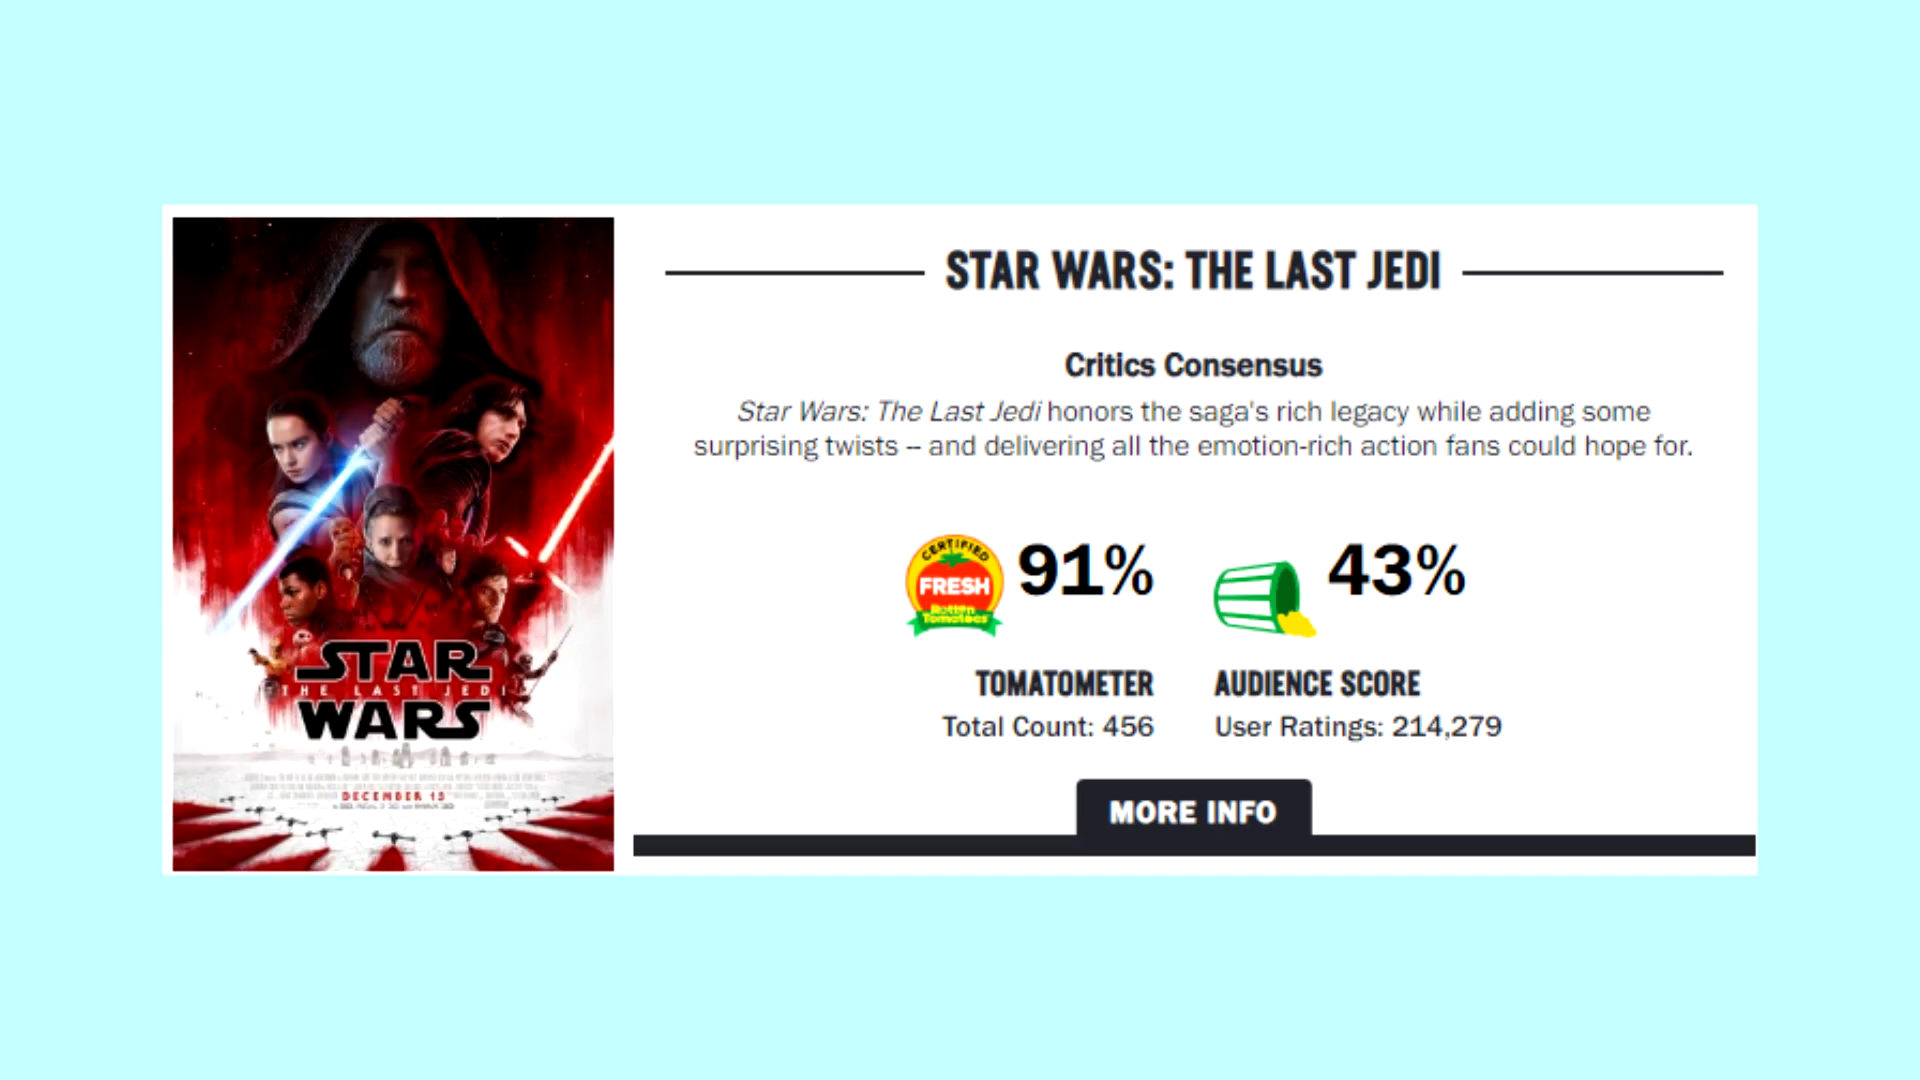 STAR WARS: THE LAST JEDI
Critics Consensus
Star Wars: The Last Jedi honors the saga's rich legacy while adding some
surprising twists -- and delivering all the emotion-rich action fans could hope for.
CERTIFIED
FRESH
Rotten
Tomatoes
91%
43%
TOMATOMETER
AUDIENCE SCORE
Total Count: 456
User Ratings: 214,279
MORE INFO
STAR
THE LAST JEDI
WARS
DECEMBER 15